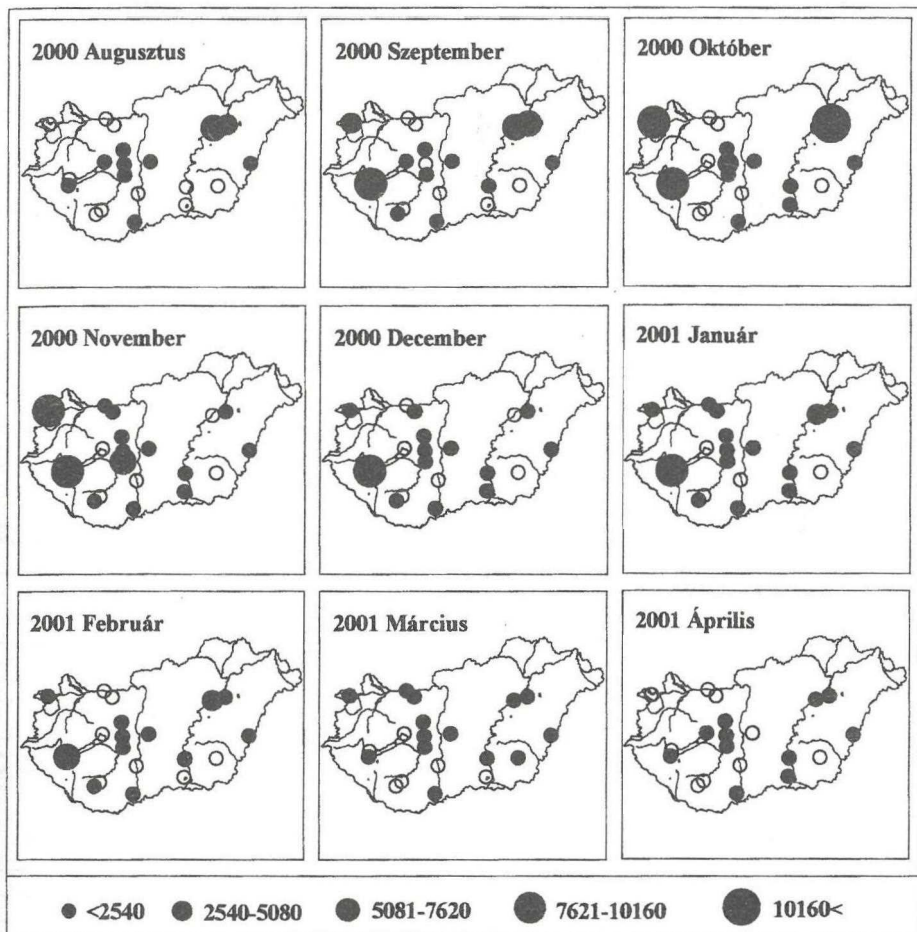 2000 Augusztus
2000 Szeptember
2000 Október
2000 November
2000 December
2001 Január
2001 Február
2001 Március
2001 Április
<2540 2540-5080 5081-7620 7621-10160 10160<